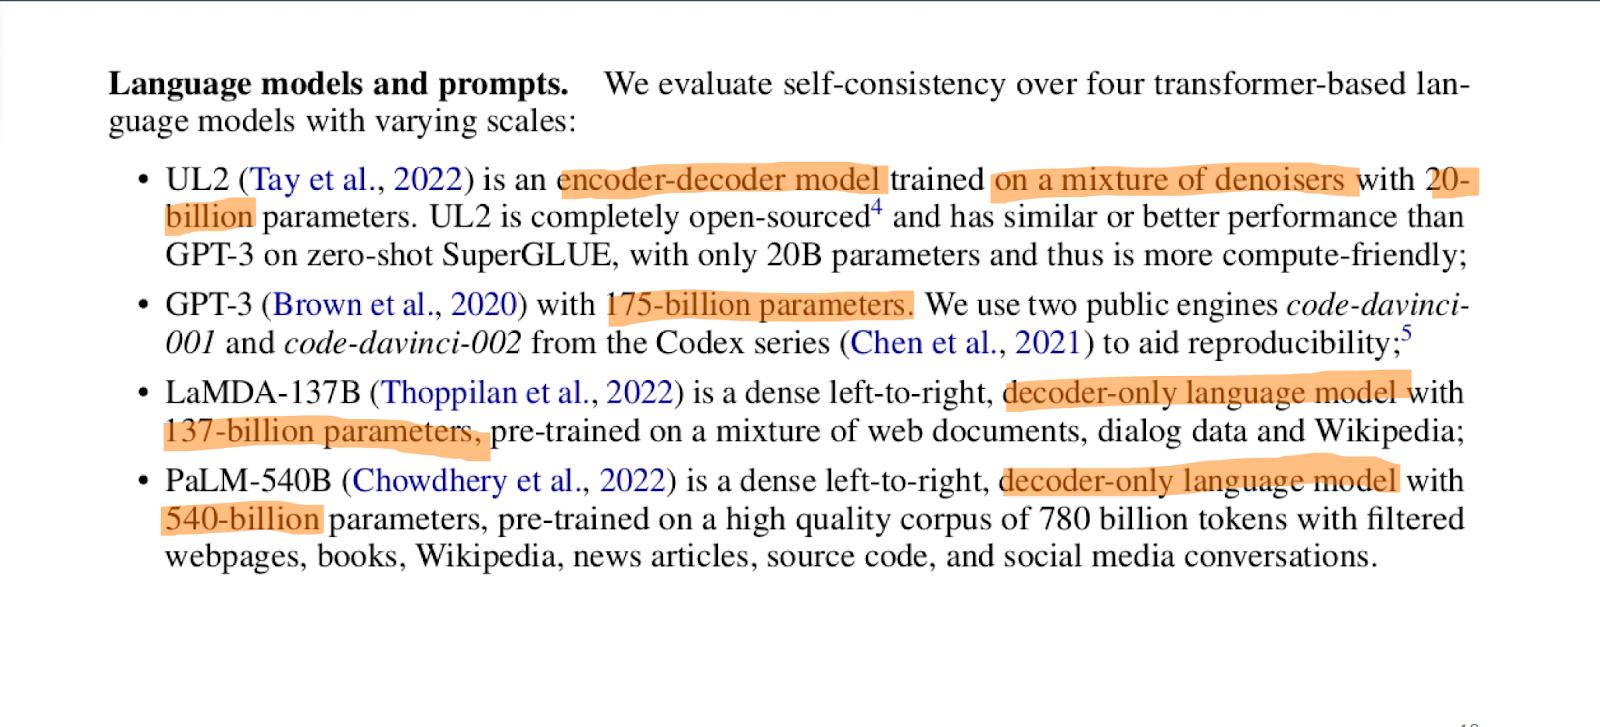 Language models and prompts. We evaluate self-consistency over four transformer-based lan-
guage models with varying scales:
• UL2 (Tay et al., 2022) is an encoder-decoder model trained on a mixture of denoisers with 20-
billion parameters. UL2 is completely open-sourced4 and has similar or better performance than
GPT-3 on zero-shot SuperGLUE, with only 20B parameters and thus is more compute-friendly;
• GPT-3 (Brown et al., 2020) with 175-billion parameters. We use two public engines code-davinci-
001 and code-davinci-002 from the Codex series (Chen et al., 2021) to aid reproducibility;5
• LaMDA-137B (Thoppilan et al., 2022) is a dense left-to-right, decoder-only language model with
137-billion parameters, pre-trained on a mixture of web documents, dialog data and Wikipedia;
• PaLM-540B (Chowdhery et al., 2022) is a dense left-to-right, decoder-only language model with
540-billion parameters, pre-trained on a high quality corpus of 780 billion tokens with filtered
webpages, books, Wikipedia, news articles, source code, and social media conversations.